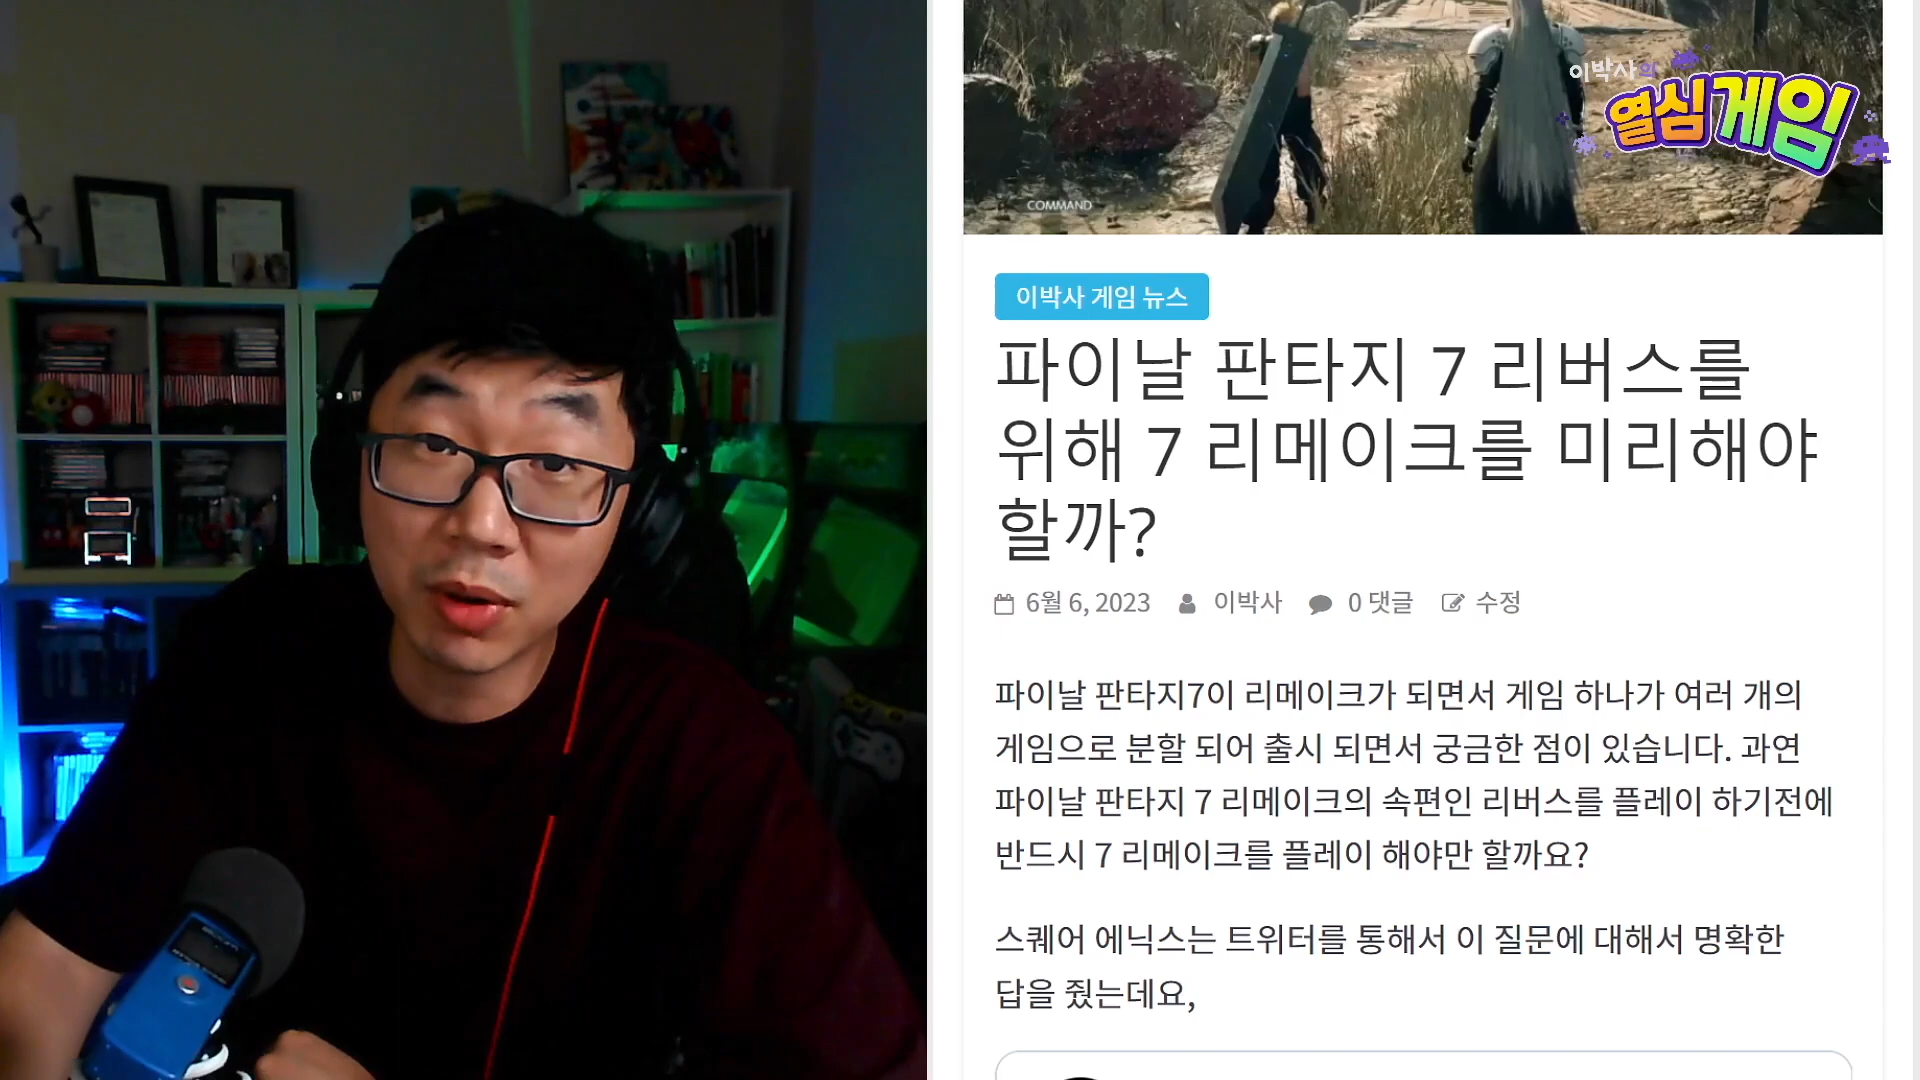 이박사의
열심게임
COMMAND
이박사 게임 뉴스
파이날 판타지 7 리버스를
위해 7 리메이크를 미리해야
할까?
6월 6, 2023 이박사 0 댓글 수정
파이날 판타지7이 리메이크가 되면서 게임 하나가 여러 개의
게임으로 분할 되어 출시 되면서 궁금한 점이 있습니다. 과연
파이날 판타지 7 리메이크의 속편인 리버스를 플레이 하기전에
반드시 7 리메이크를 플레이 해야만 할까요?
스퀘어 에닉스는 트위터를 통해서 이 질문에 대해서 명확한
답을 줬는데요,